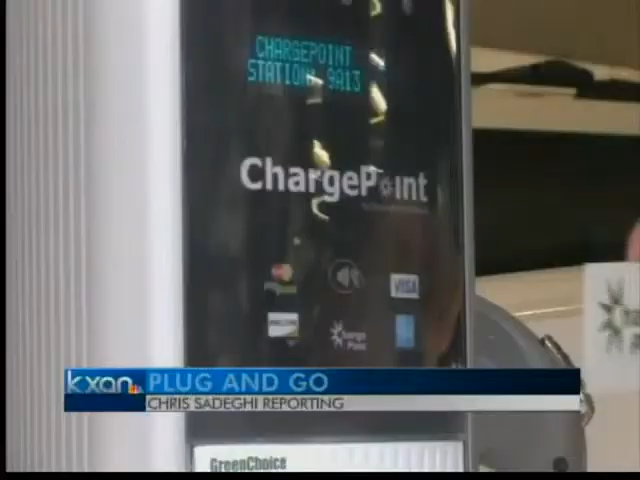 CHARGEPOINT
STATION: 9A13
ChargePoint
VISA
kxan PLUG AND GO
CHRIS SADEGHI REPORTING
GreenChoice